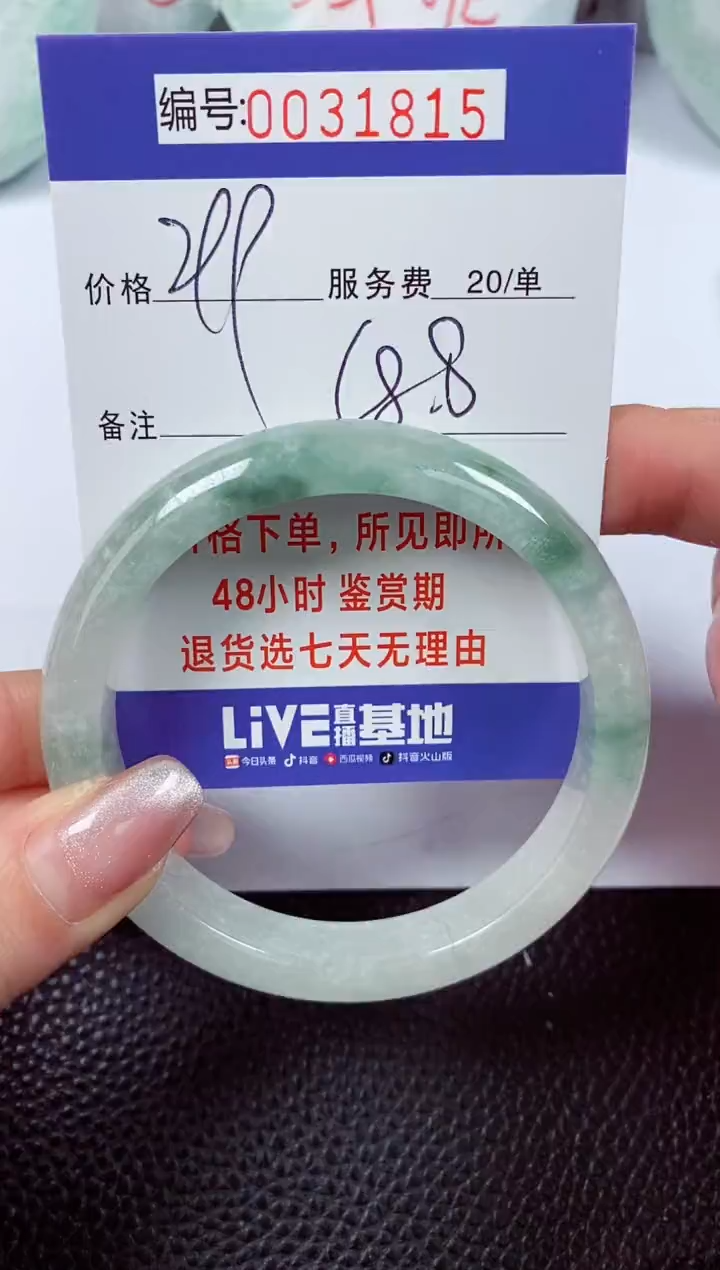 编号:0031815
价格 299 服务费 20/单
58.8
备注
格下单,所见即所
48小时 鉴赏期
退货选七天无理由
LiVE直播基地
今日头条 抖音 西瓜视频 抖音火山版